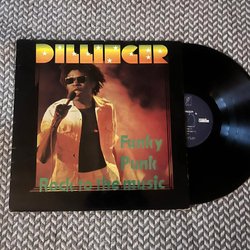 DILLINGER
Funky
Punk
Rock to the music